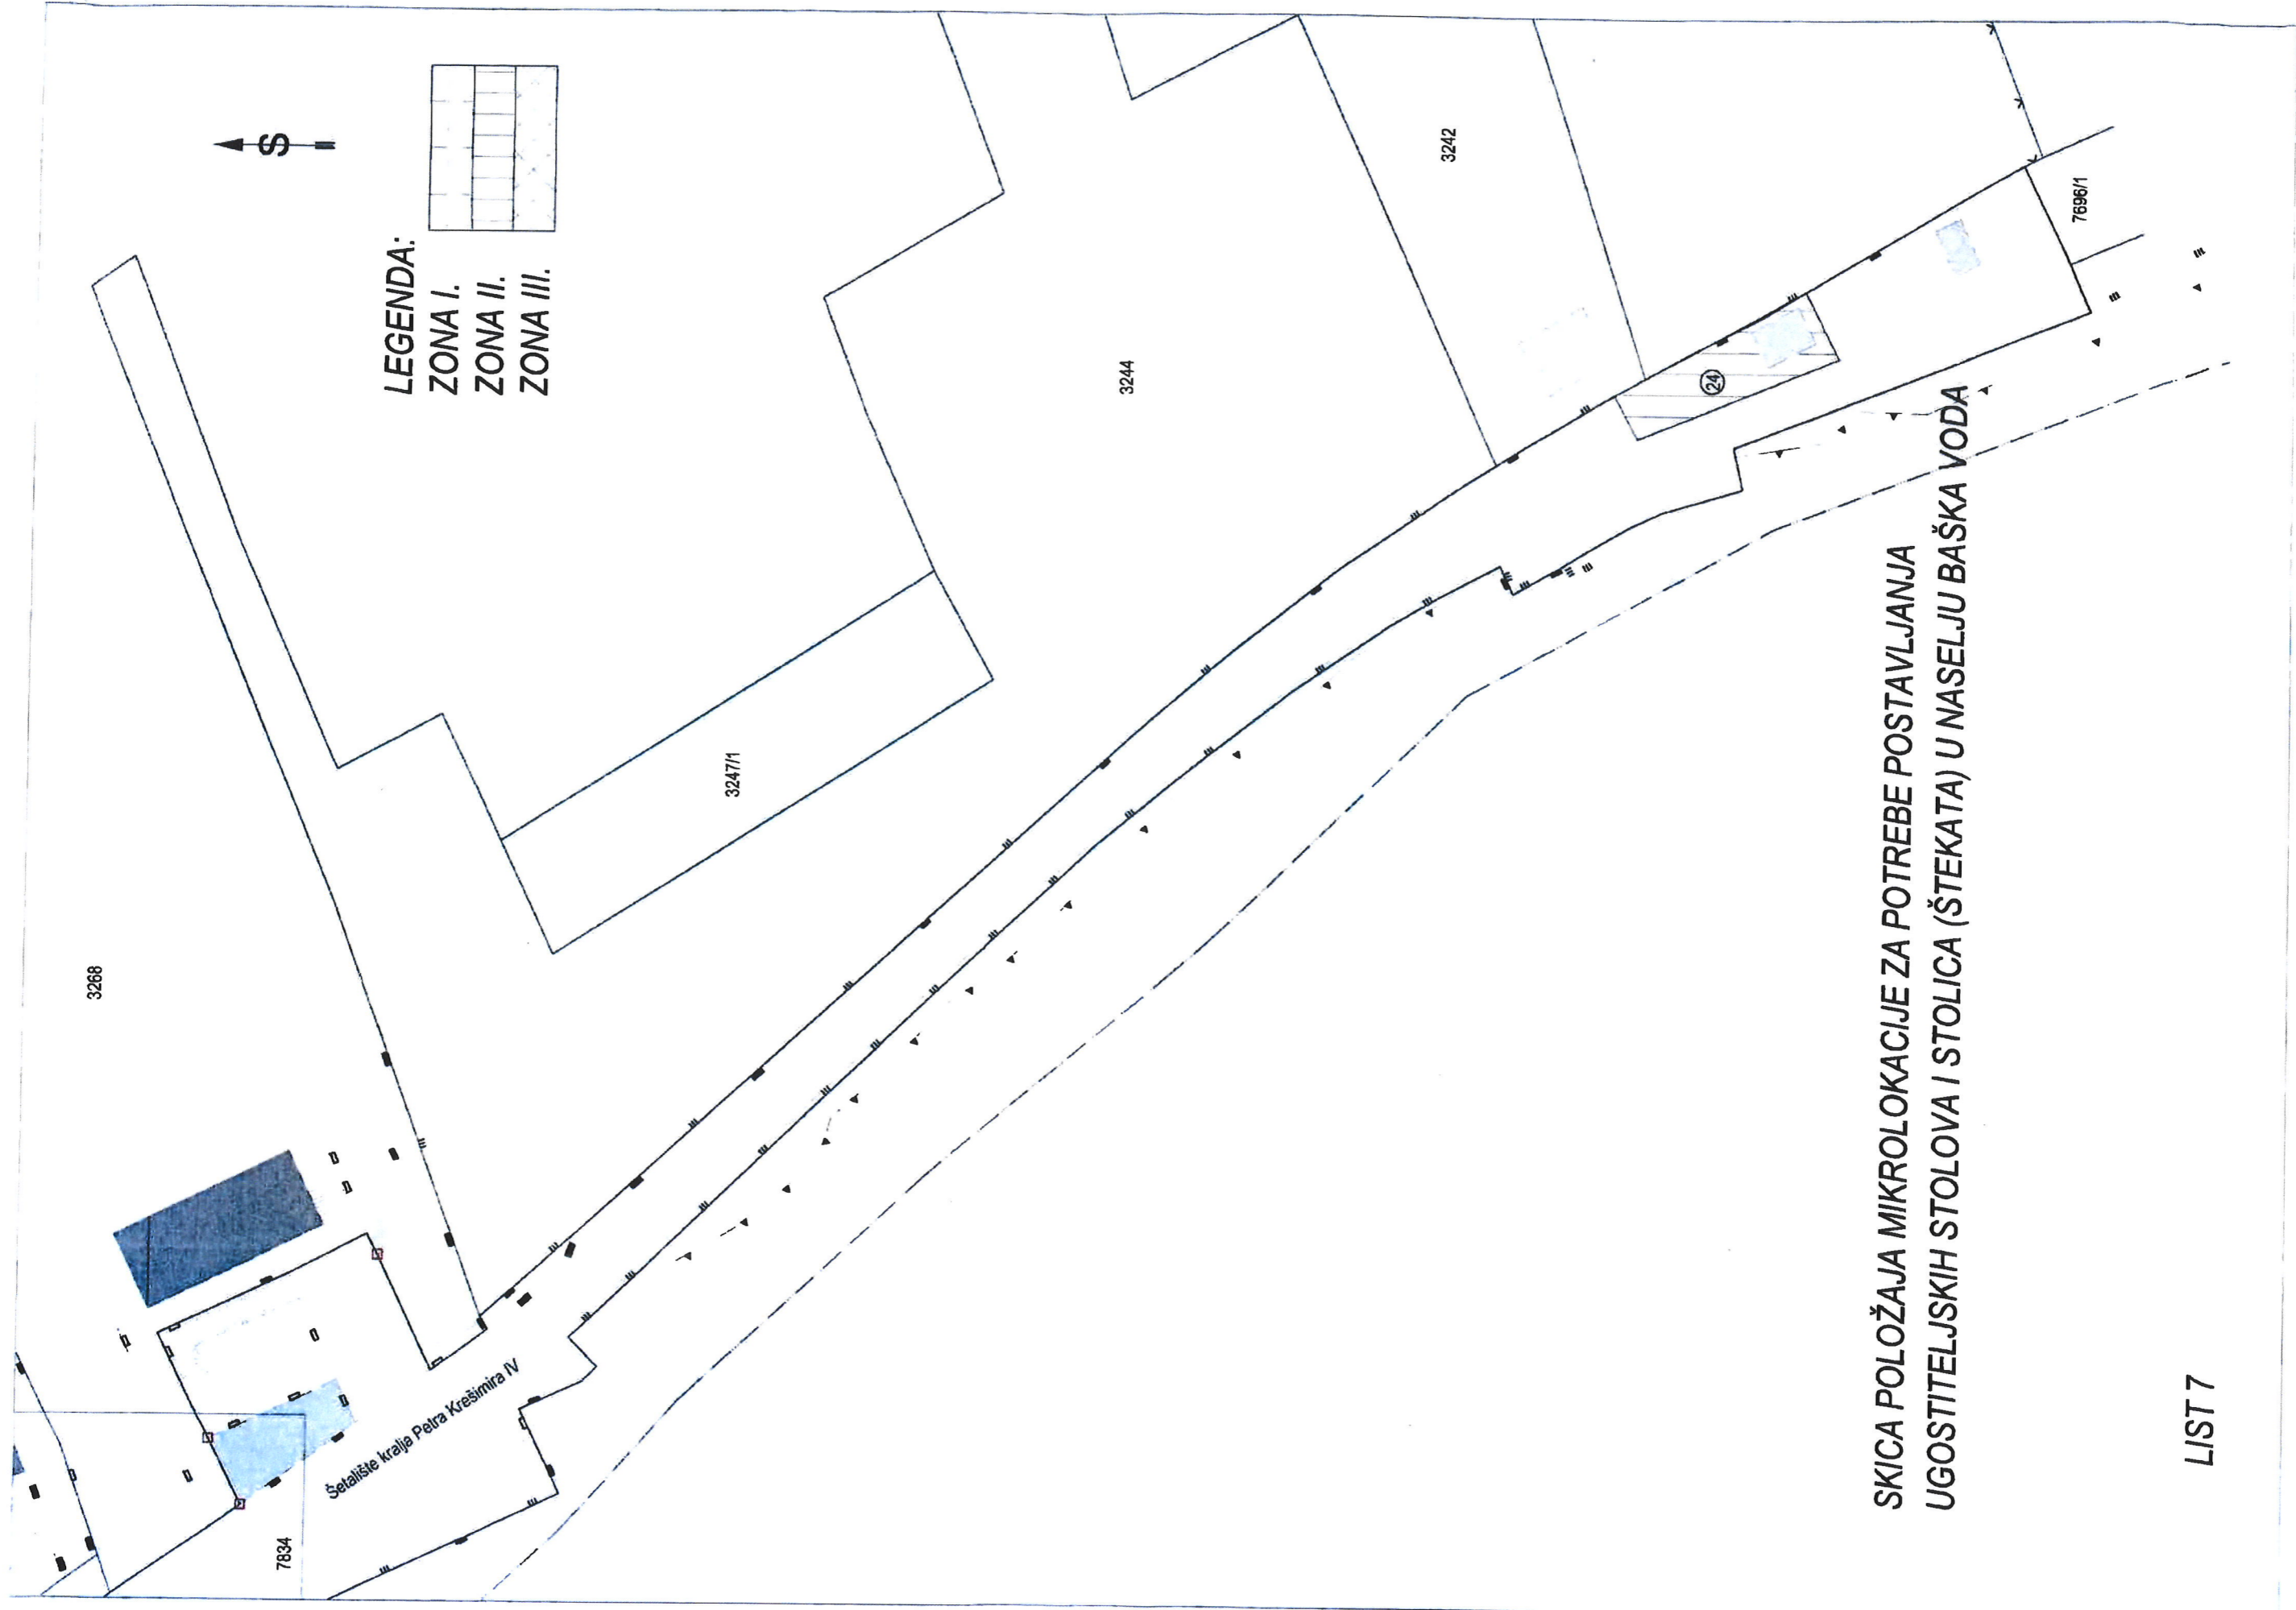 S
LEGENDA:
ZONA I.
ZONA II.
ZONA III.
3268
3247/1
3244
3242
24
7696/1
7834
Šetalište kralja Petra Krešimira IV
SKICA POLOŽAJA MIKROLOKACIJE ZA POTREBE POSTAVLJANJA
UGOSTITELJSKIH STOLOVA I STOLICA (ŠTEKATA) U NASELJU BAŠKA VODA
LIST 7